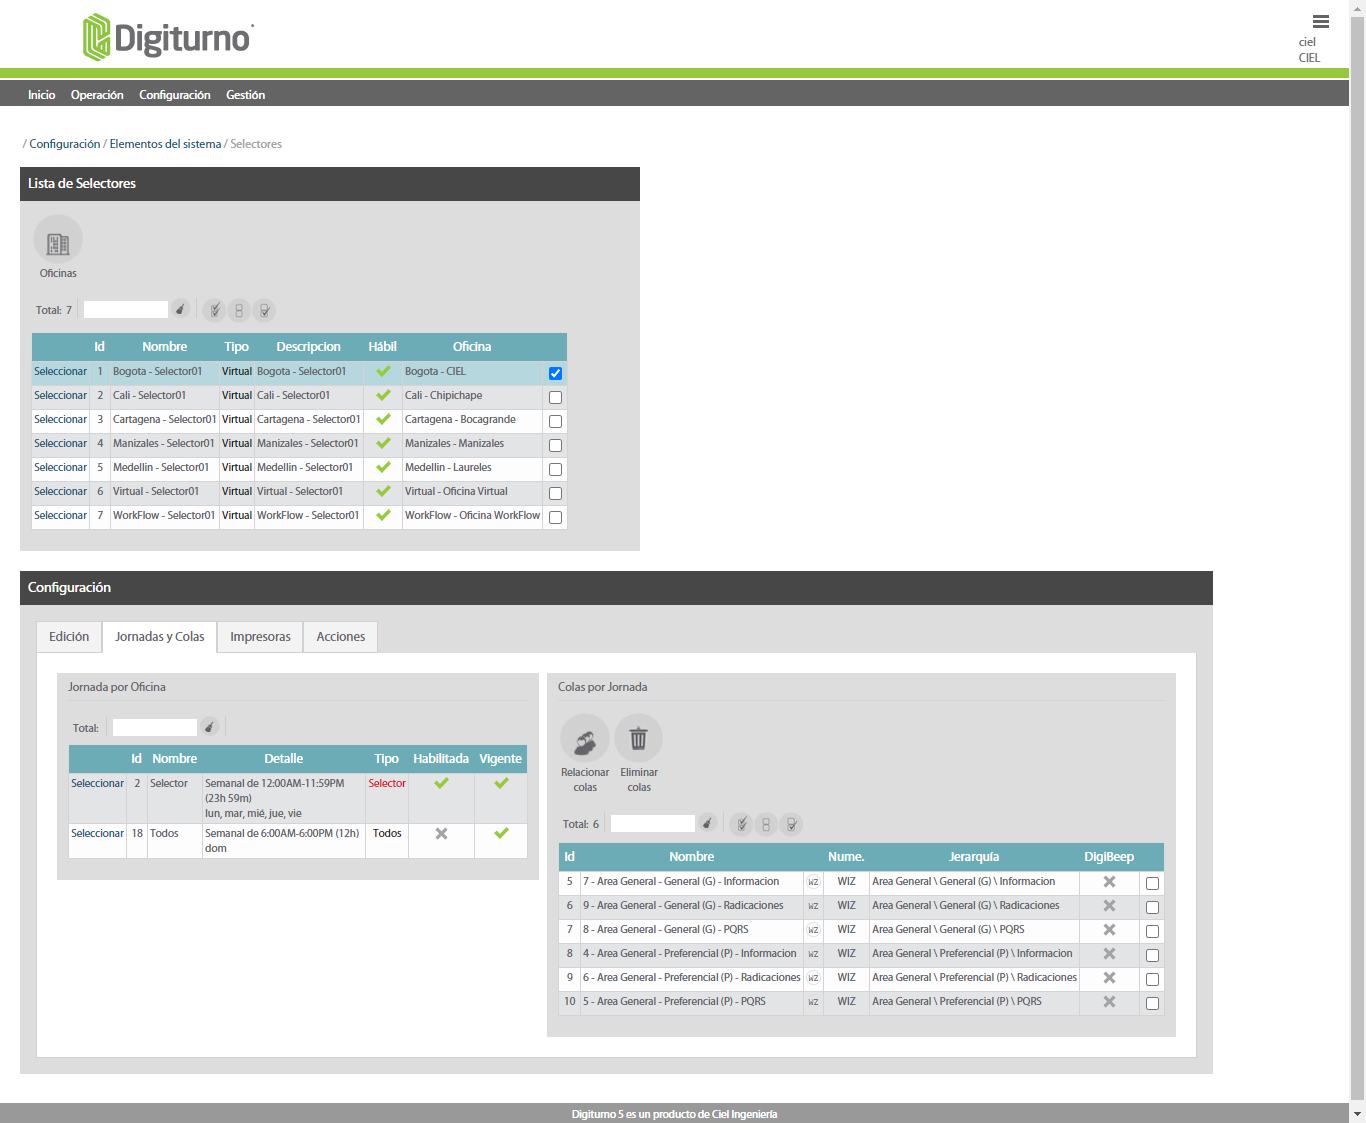 Digiturno
ciel
CIEL
Inicio Operación Configuración Gestión
/ Configuración / Elementos del sistema / Selectores
Lista de Selectores
Oficinas
Total: 7
Id Nombre Tipo Descripcion Hábil Oficina
Seleccionar 1 Bogota - Selector01 Virtual Bogota - Selector01 Bogota - CIEL
Seleccionar 2 Cali - Selector01 Virtual Cali - Selector01 Cali - Chipichape
Seleccionar 3 Cartagena - Selector01 Virtual Cartagena - Selector01 Cartagena - Bocagrande
Seleccionar 4 Manizales - Selector01 Virtual Manizales - Selector01 Manizales - Manizales
Seleccionar 5 Medellin - Selector01 Virtual Medellin - Selector01 Medellin - Laureles
Seleccionar 6 Virtual - Selector01 Virtual Virtual - Selector01 Virtual - Oficina Virtual
Seleccionar 7 WorkFlow - Selector01 Virtual WorkFlow - Selector01 WorkFlow - Oficina WorkFlow
Configuración
Edición Jornadas y Colas Impresoras Acciones
Jornada por Oficina
Total:
Id Nombre Detalle Tipo Habilitada Vigente
Seleccionar 2 Selector Semanal de 12:00AM-11:59PM Selector
(23h 59m)
lun, mar, mié, jue, vie
Seleccionar 18 Todos Semanal de 6:00AM-6:00PM (12h) Todos
dom
Colas por Jornada
Relacionar colas
Eliminar colas
Total: 6
Id Nombre Nume. Jerarquía DigiBeep
5 7 - Area General - General (G) - Informacion WZ WIZ Area General \ General (G) \ Informacion
6 9 - Area General - General (G) - Radicaciones WZ WIZ Area General \ General (G) \ Radicaciones
7 8 - Area General - General (G) - PQRS WZ WIZ Area General \ General (G) \ PQRS
8 4 - Area General - Preferencial (P) - Informacion WZ WIZ Area General \ Preferencial (P) \ Informacion
9 6 - Area General - Preferencial (P) - Radicaciones WZ WIZ Area General \ Preferencial (P) \ Radicaciones
10 5 - Area General - Preferencial (P) - PQRS WZ WIZ Area General \ Preferencial (P) \ PQRS
Digiturno 5 es un producto de Ciel Ingeniería